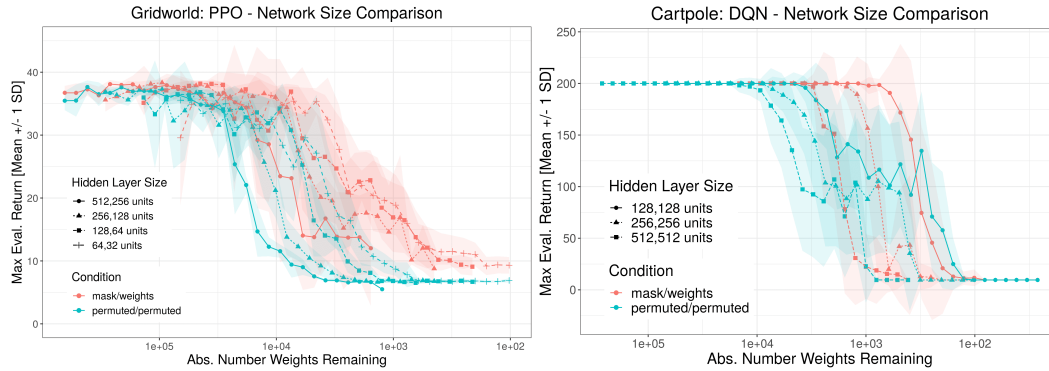 Gridworld: PPO - Network Size Comparison
Max Eval. Return [Mean +/- 1 SD]
40
30
20
10
0
Hidden Layer Size
512,256 units
256,128 units
128,64 units
64,32 units
Condition
mask/weights
permuted/permuted
1e+05
1e+04
1e+03
1e+02
Abs. Number Weights Remaining
Cartpole: DQN - Network Size Comparison
Max Eval. Return [Mean +/- 1 SD]
250
200
150
100
50
0
Hidden Layer Size
128,128 units
256,256 units
512,512 units
Condition
mask/weights
permuted/permuted
1e+05
1e+04
1e+03
1e+02
Abs. Number Weights Remaining